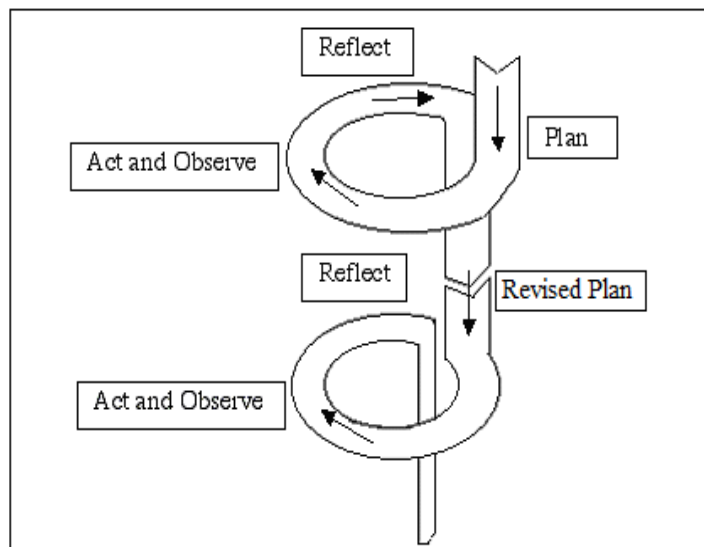 Reflect
Plan
Act and Observe
Reflect
Revised Plan
Act and Observe